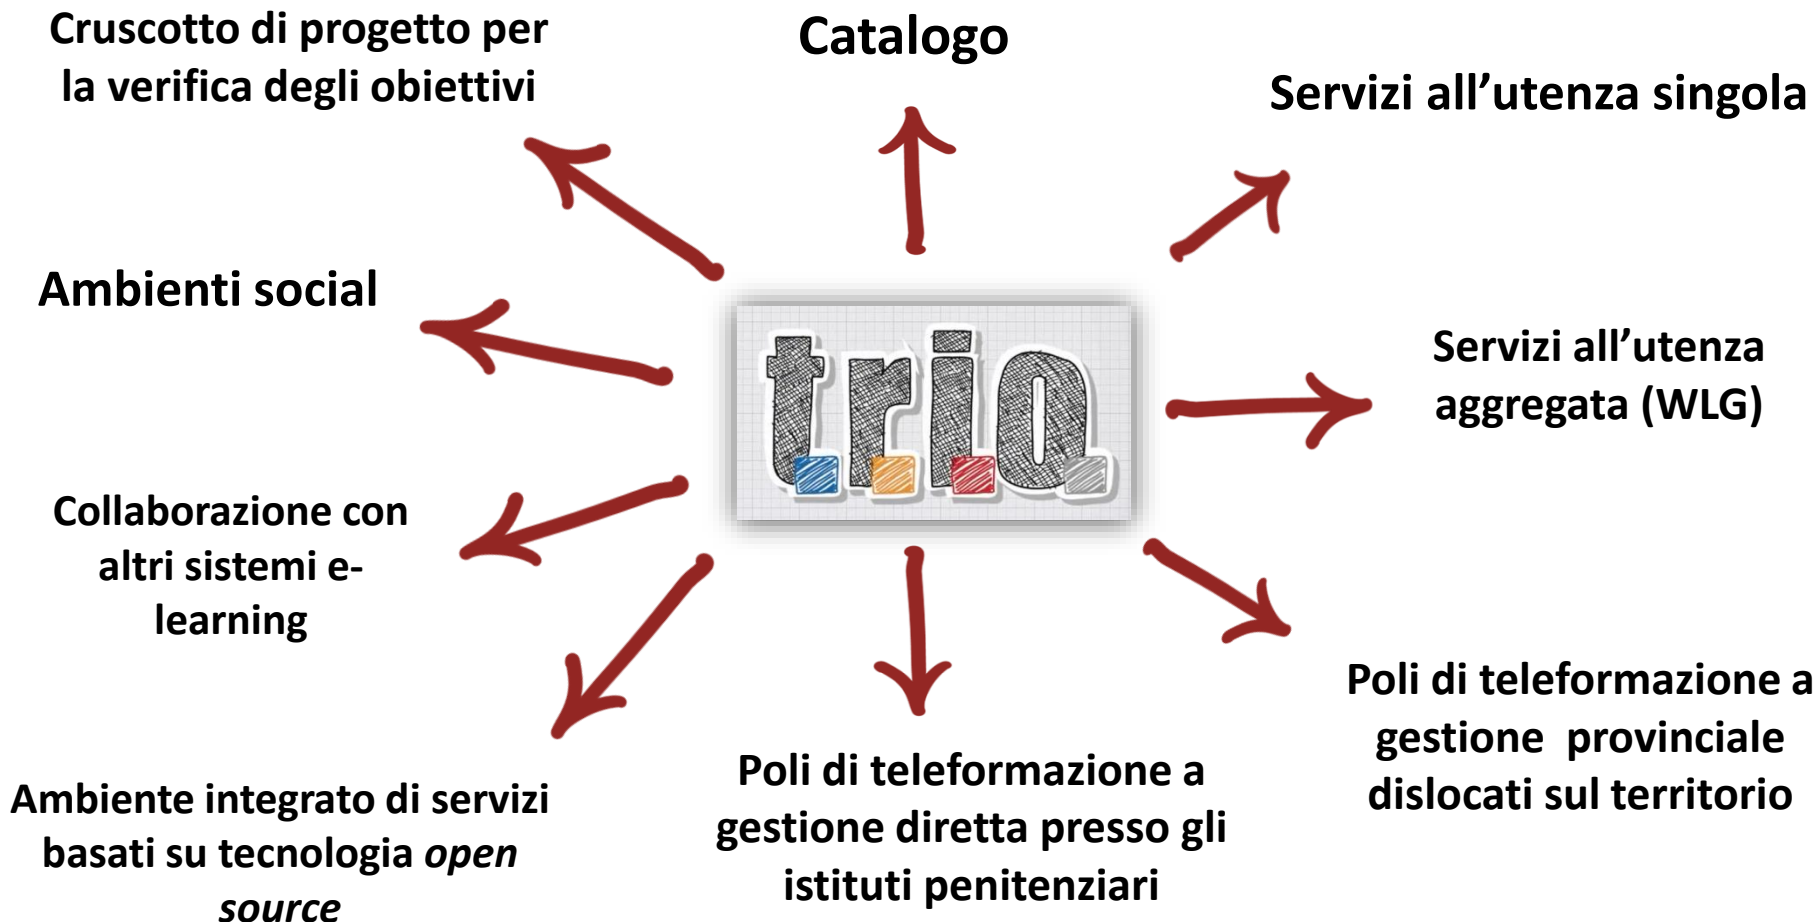 Cruscotto di progetto per
la verifica degli obiettivi
Catalogo
Servizi all’utenza singola
Ambienti social
trio
Servizi all’utenza
aggregata (WLG)
Collaborazione con
altri sistemi e-
learning
Poli di teleformazione a
gestione provinciale
dislocati sul territorio
Poli di teleformazione a
gestione diretta presso gli
istituti penitenziari
Ambiente integrato di servizi
basati su tecnologia open
source